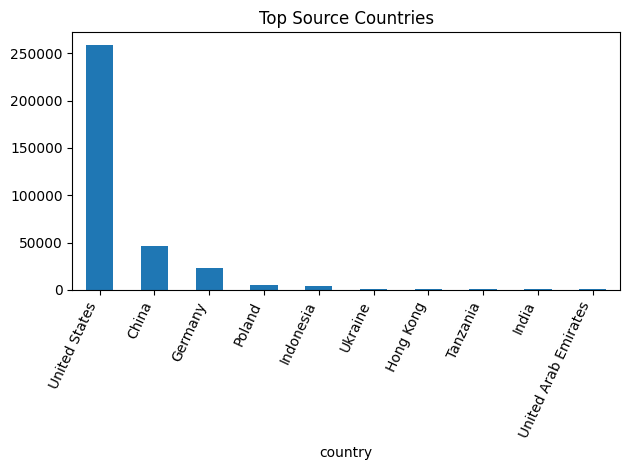 Top Source Countries
250000
200000
150000
100000
50000
0
United States
China
Germany
Poland
Indonesia
Ukraine
Hong Kong
Tanzania
India
United Arab Emirates
country